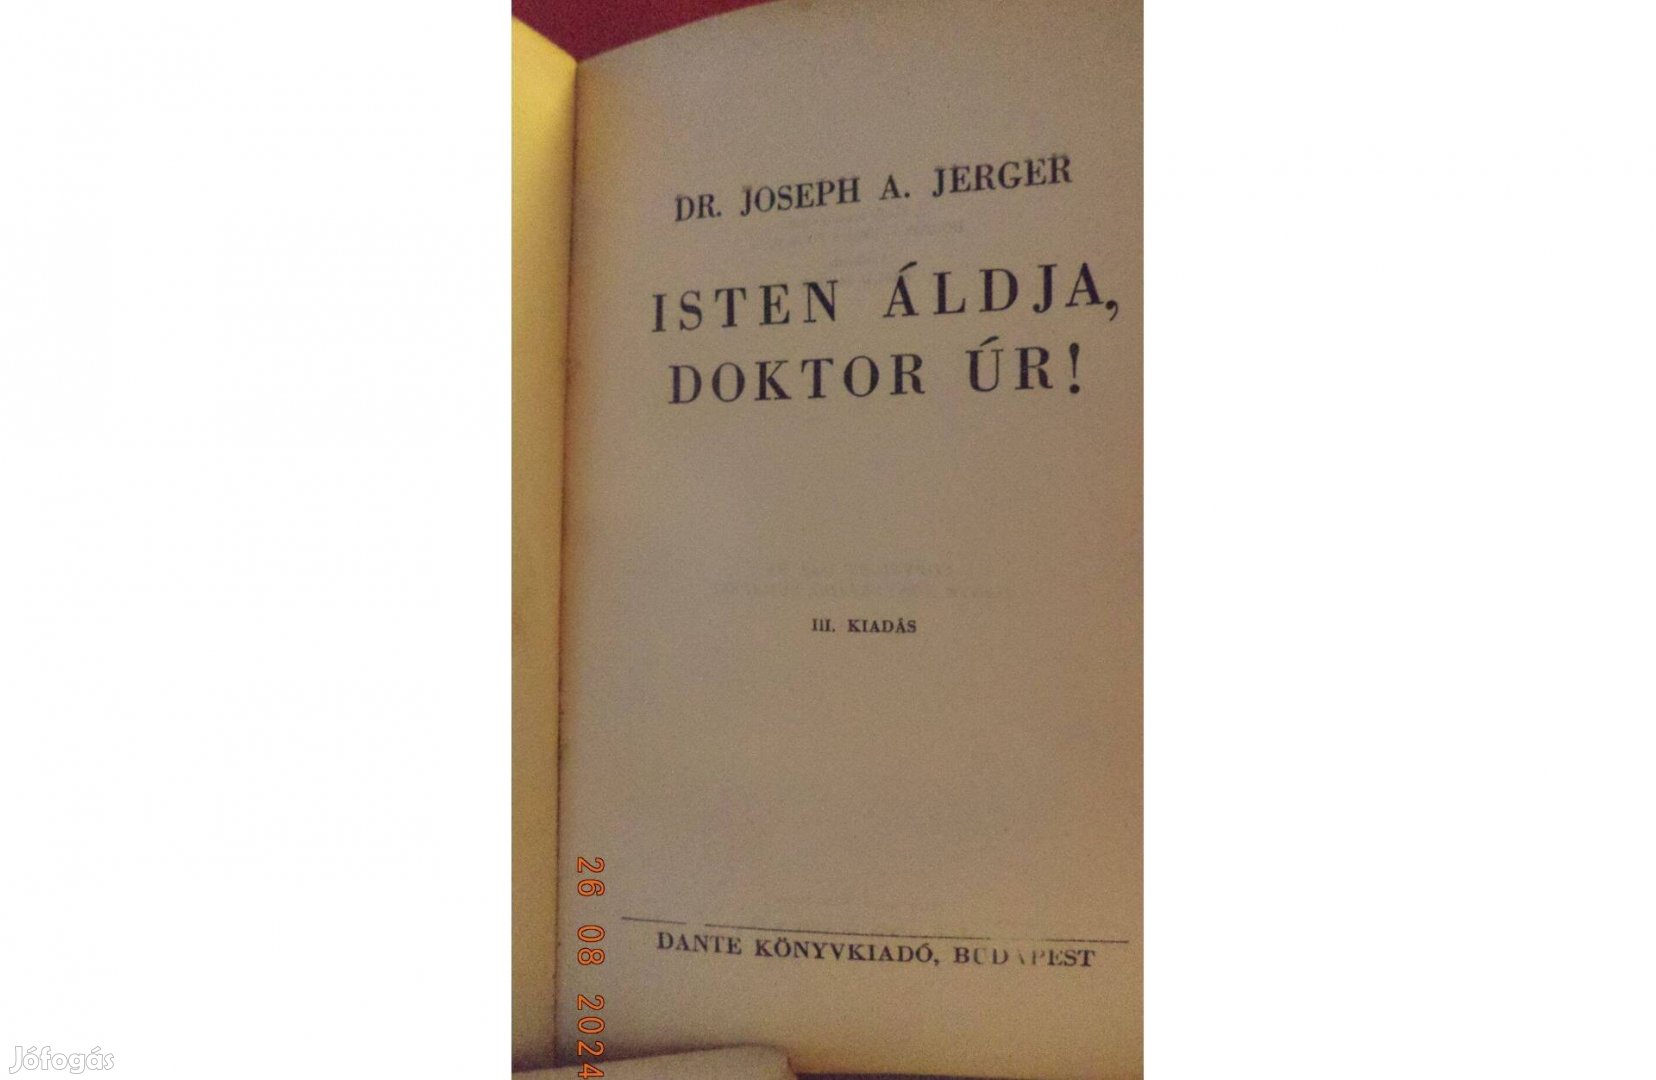 DR. JOSEPH A. JERGER
ISTEN ÁLDJA,
DOKTOR ÚR!
III. KIADÁS
DANTE KÖNYVKIADÓ, BUDAPEST
26 08 2024
Jófogás